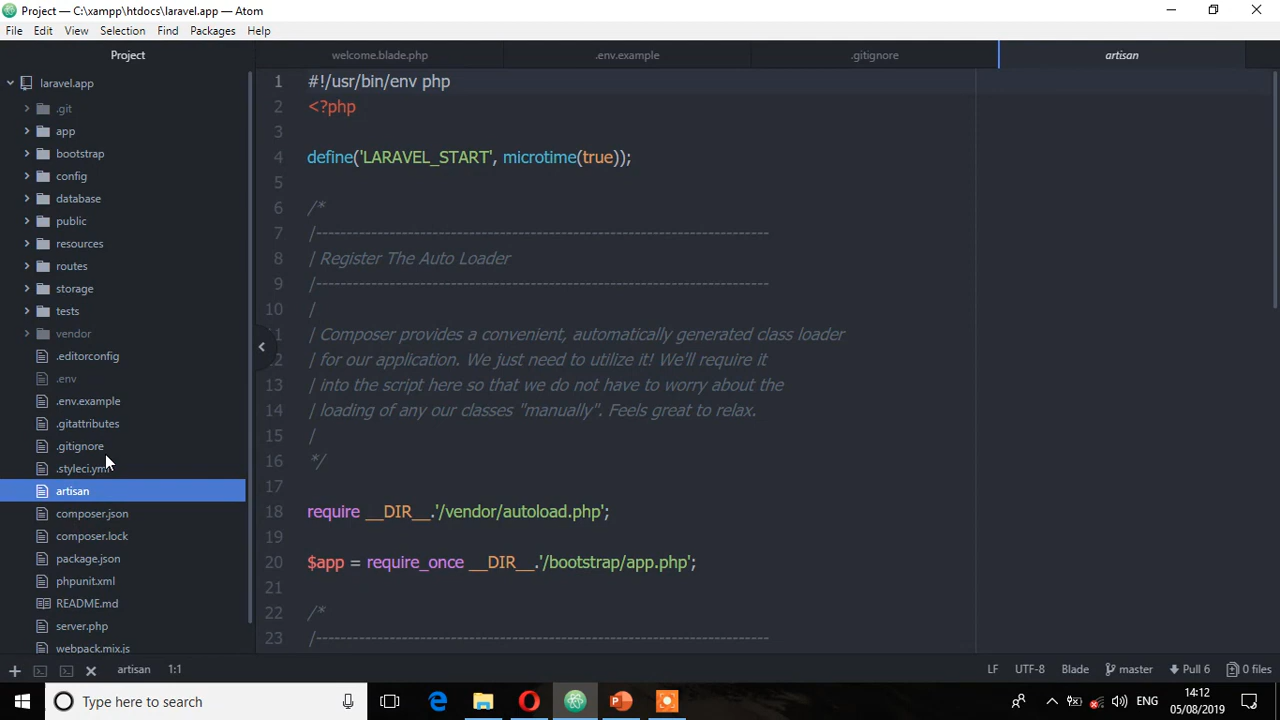 Project — C:\xampp\htdocs\laravel.app — Atom
File Edit View Selection Find Packages Help
Project
welcome.blade.php
.env.example
.gitignore
artisan
laravel.app
.git
app
bootstrap
config
database
public
resources
routes
storage
tests
vendor
.editorconfig
.env
.env.example
.gitattributes
.gitignore
.styleci.yml
artisan
composer.json
composer.lock
package.json
phpunit.xml
README.md
server.php
webpack.mix.js
1 #!/usr/bin/env php
2 <?php
3
4 define('LARAVEL_START', microtime(true));
5
6 /*
7 |--------------------------------------------------------------------------
8 | Register The Auto Loader
9 |--------------------------------------------------------------------------
10 |
11 | Composer provides a convenient, automatically generated class loader
12 | for our application. We just need to utilize it! We'll require it
13 | into the script here so that we do not have to worry about the
14 | loading of any our classes "manually". Feels great to relax.
15 |
16 */
17
18 require __DIR__.'/vendor/autoload.php';
19
20 $app = require_once __DIR__.'/bootstrap/app.php';
21
22 /*
23 |--------------------------------------------------------------------------
artisan 1:1
LF UTF-8 Blade master Pull 6 0 files
Type here to search
ENG
14:12
05/08/2019